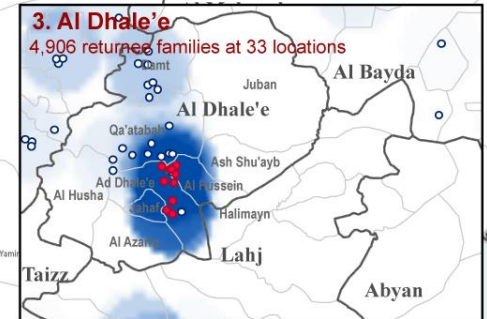 3. Al Dhale'e
4,906 returnee families at 33 locations
Damt
Al Bayda
Juban
Al Dhale'e
Qa'atabah
Ash Shu'ayb
Ad Dhale'e
Al Hussein
Al Husha
Jahaf
Halimayn
Al Azariq
Lahj
Taizz
Abyan